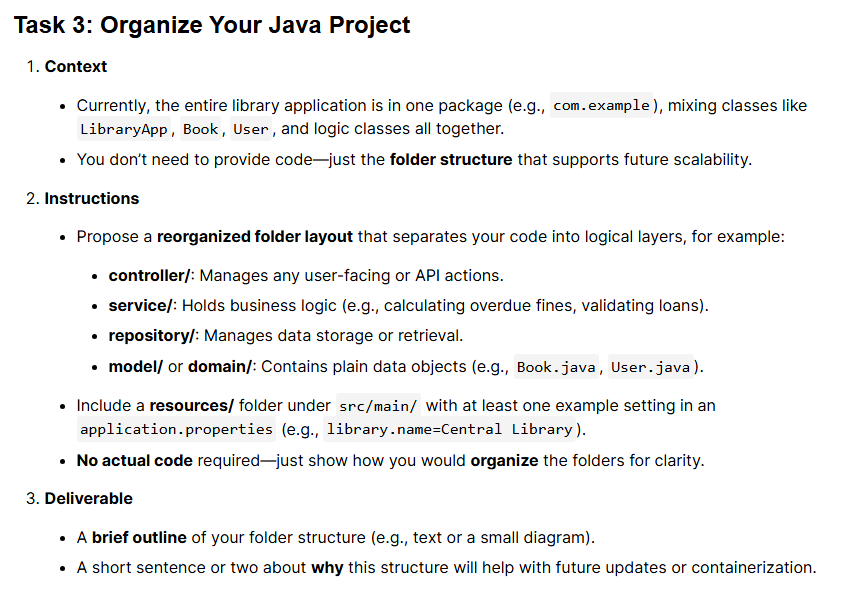 Task 3: Organize Your Java Project
1. Context
• Currently, the entire library application is in one package (e.g., com.example), mixing classes like
LibraryApp, Book, User, and logic classes all together.
• You don’t need to provide code—just the folder structure that supports future scalability.
2. Instructions
• Propose a reorganized folder layout that separates your code into logical layers, for example:
• controller/: Manages any user-facing or API actions.
• service/: Holds business logic (e.g., calculating overdue fines, validating loans).
• repository/: Manages data storage or retrieval.
• model/ or domain/: Contains plain data objects (e.g., Book.java, User.java).
• Include a resources/ folder under src/main/ with at least one example setting in an
application.properties (e.g., library.name=Central Library).
• No actual code required—just show how you would organize the folders for clarity.
3. Deliverable
• A brief outline of your folder structure (e.g., text or a small diagram).
• A short sentence or two about why this structure will help with future updates or containerization.